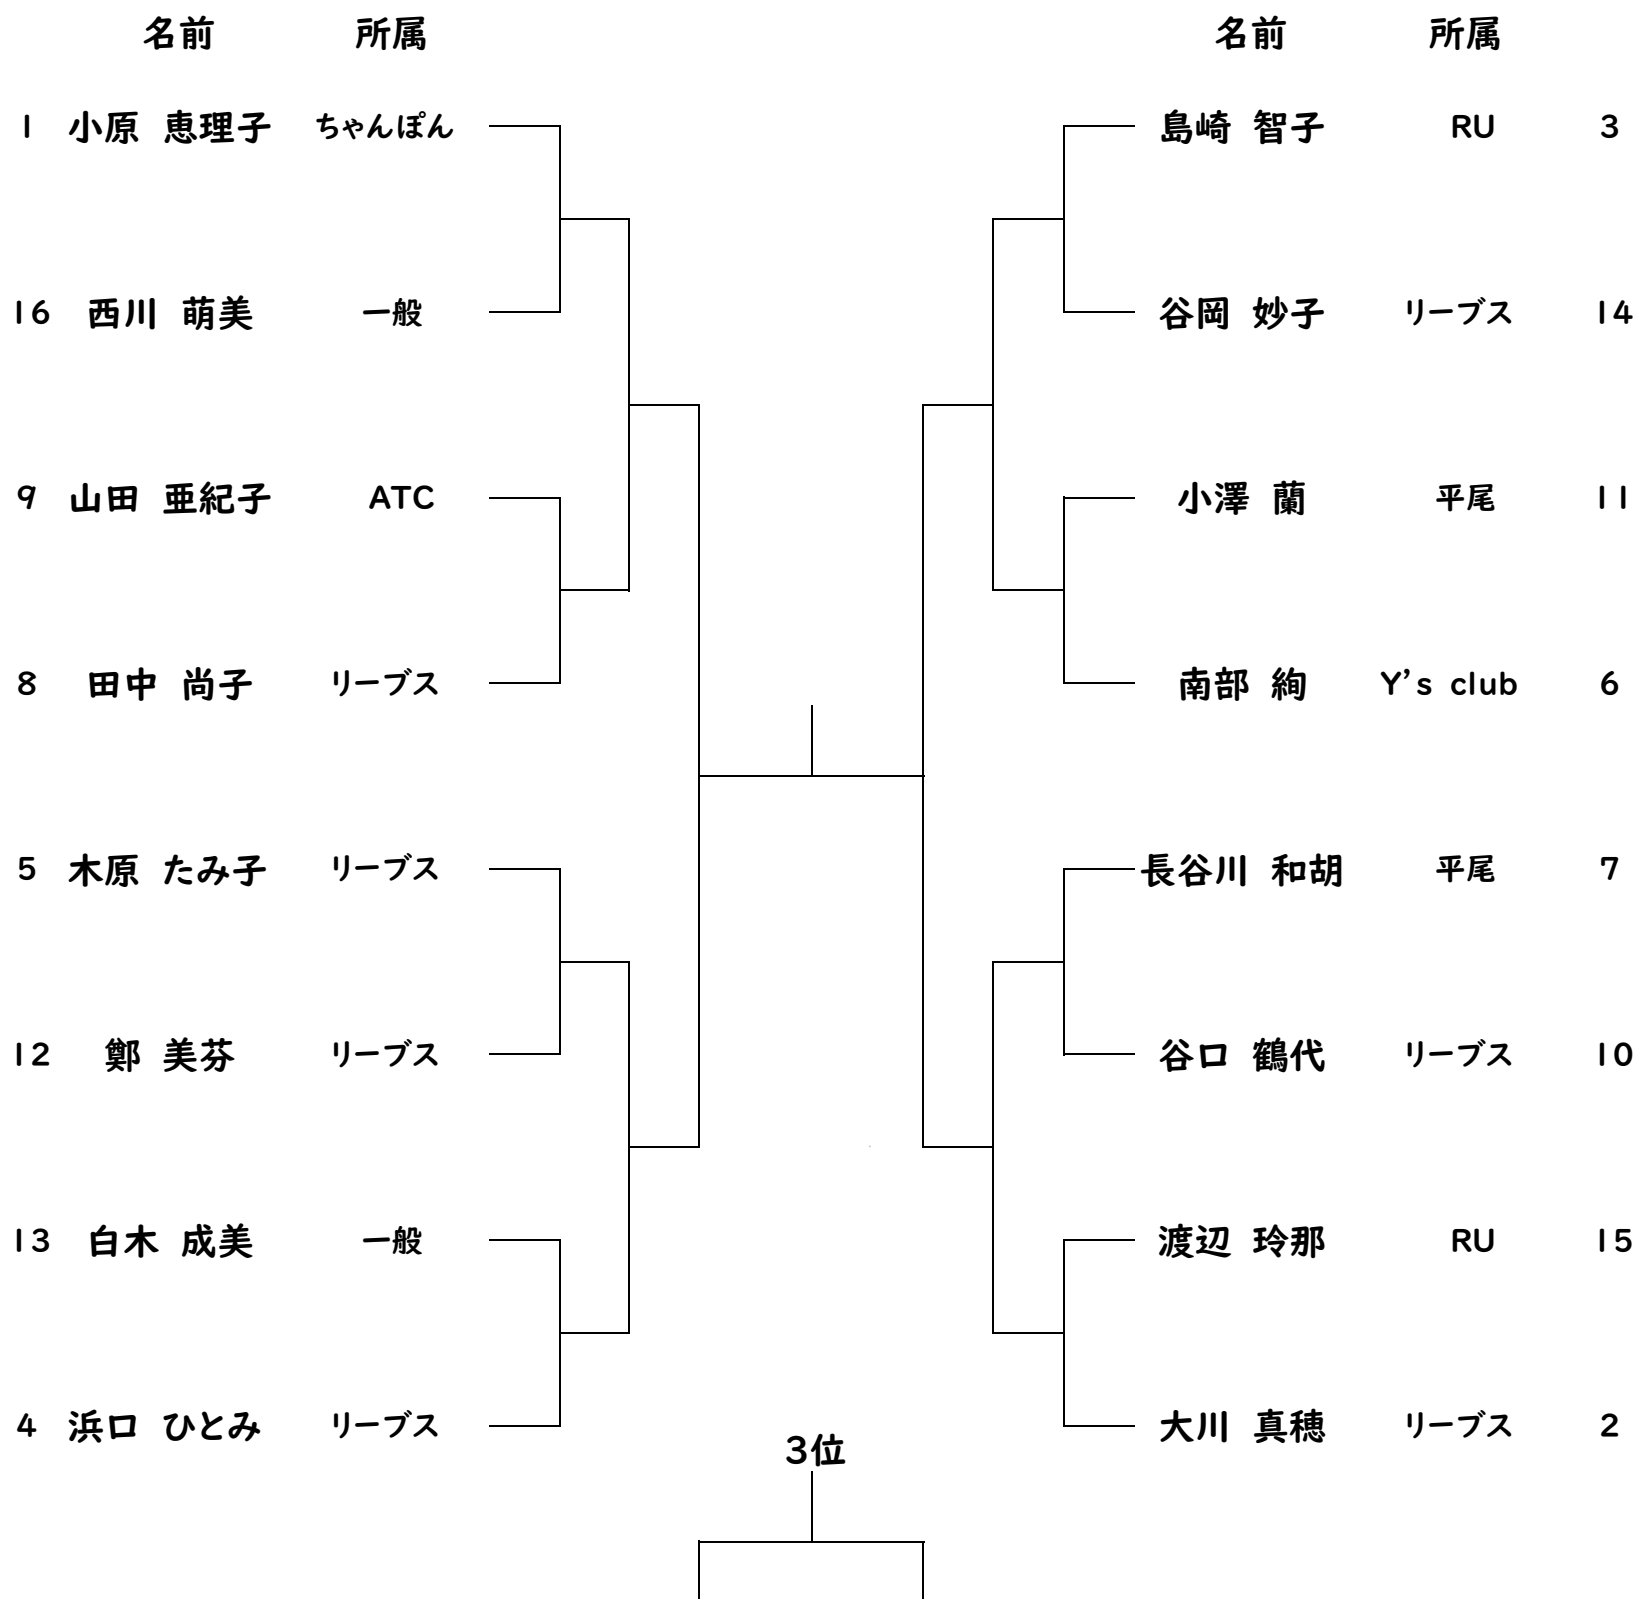 名前 所属 名前 所属
1 小原 恵理子 ちゃんぽん 島崎 智子 RU 3
16 西川 萌美 一般 谷岡 妙子 リーブス 14
9 山田 亜紀子 ATC 小澤 蘭 平尾 11
8 田中 尚子 リーブス 南部 絢 Y's club 6
5 木原 たみ子 リーブス 長谷川 和胡 平尾 7
12 鄭 美芬 リーブス 谷口 鶴代 リーブス 10
13 白木 成美 一般 渡辺 玲那 RU 15
4 浜口 ひとみ リーブス 大川 真穂 リーブス 2
3位